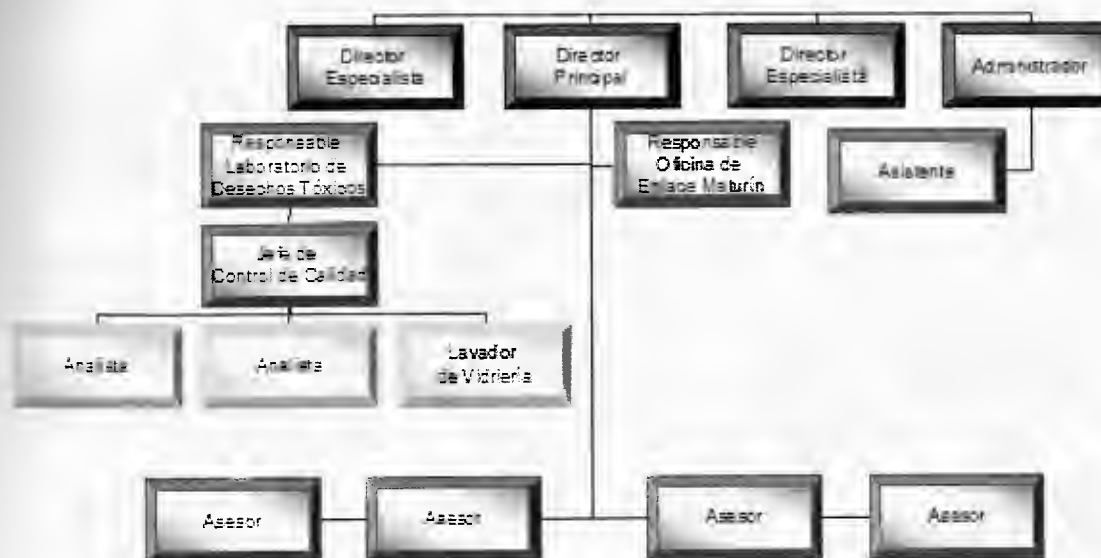 Director
Especialista
Director
Principal
Director
Especialista
Administrador
Responsable
Laboratorio de
Desechos Tóxicos
Responsable
Oficina de
Enlace Maturín
Asistente
Jefe de
Control de Calidad
Analista
Analista
Lavador
de Vidriería
Asesor
Asesor
Asesor
Asesor